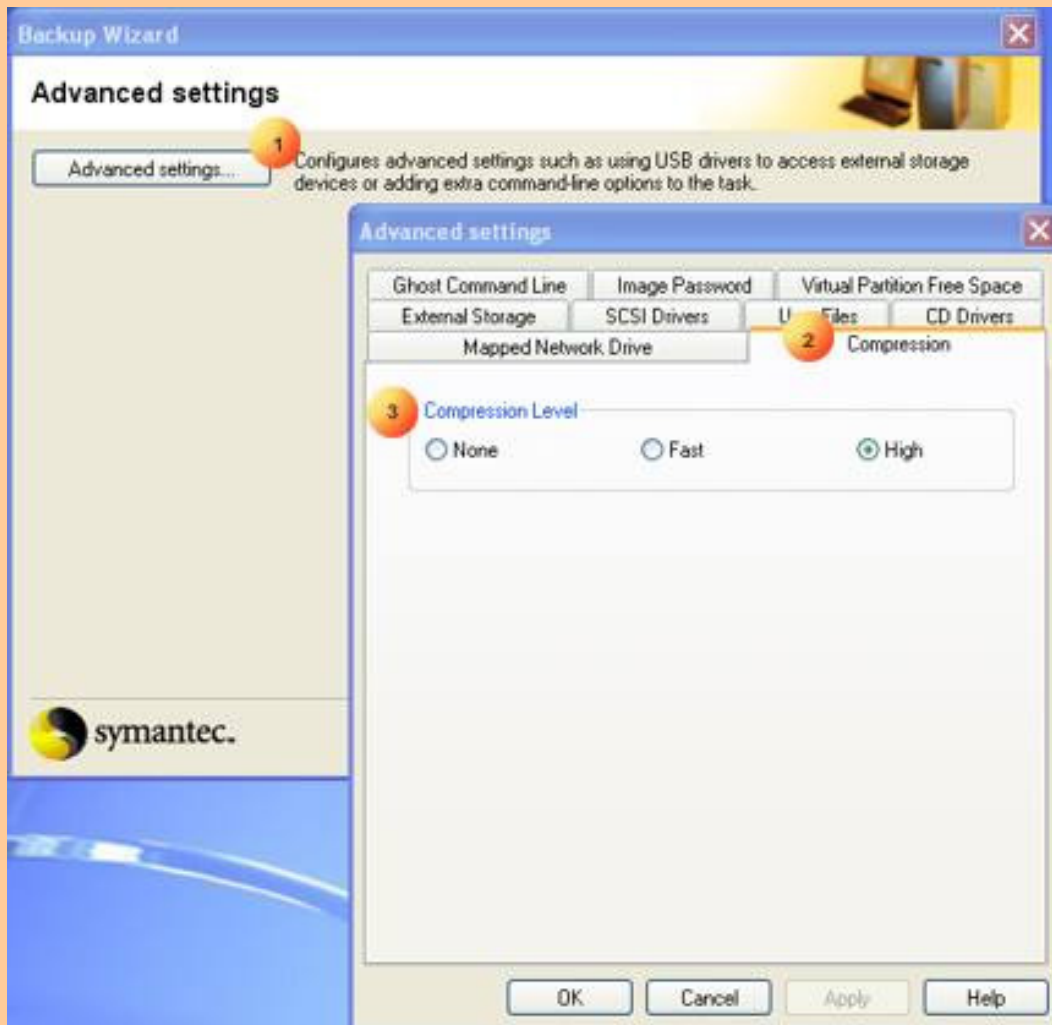 Backup Wizard
Advanced settings
1
Advanced settings...
Configures advanced settings such as using USB drivers to access external storage
devices or adding extra command-line options to the task.
Advanced settings
Ghost Command Line Image Password Virtual Partition Free Space
External Storage SCSI Drivers Files CD Drivers
Mapped Network Drive 2 Compression
3 Compression Level
None Fast High
symantec.
OK Cancel Apply Help